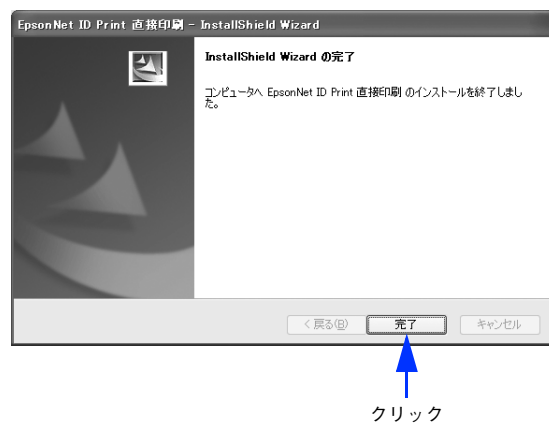 EpsonNet ID Print 直接印刷 - InstallShield Wizard
InstallShield Wizard の完了
コンピュータへ EpsonNet ID Print 直接印刷 のインストールを終了しまし
た。
< 戻る(B)
完了
キャンセル
クリック